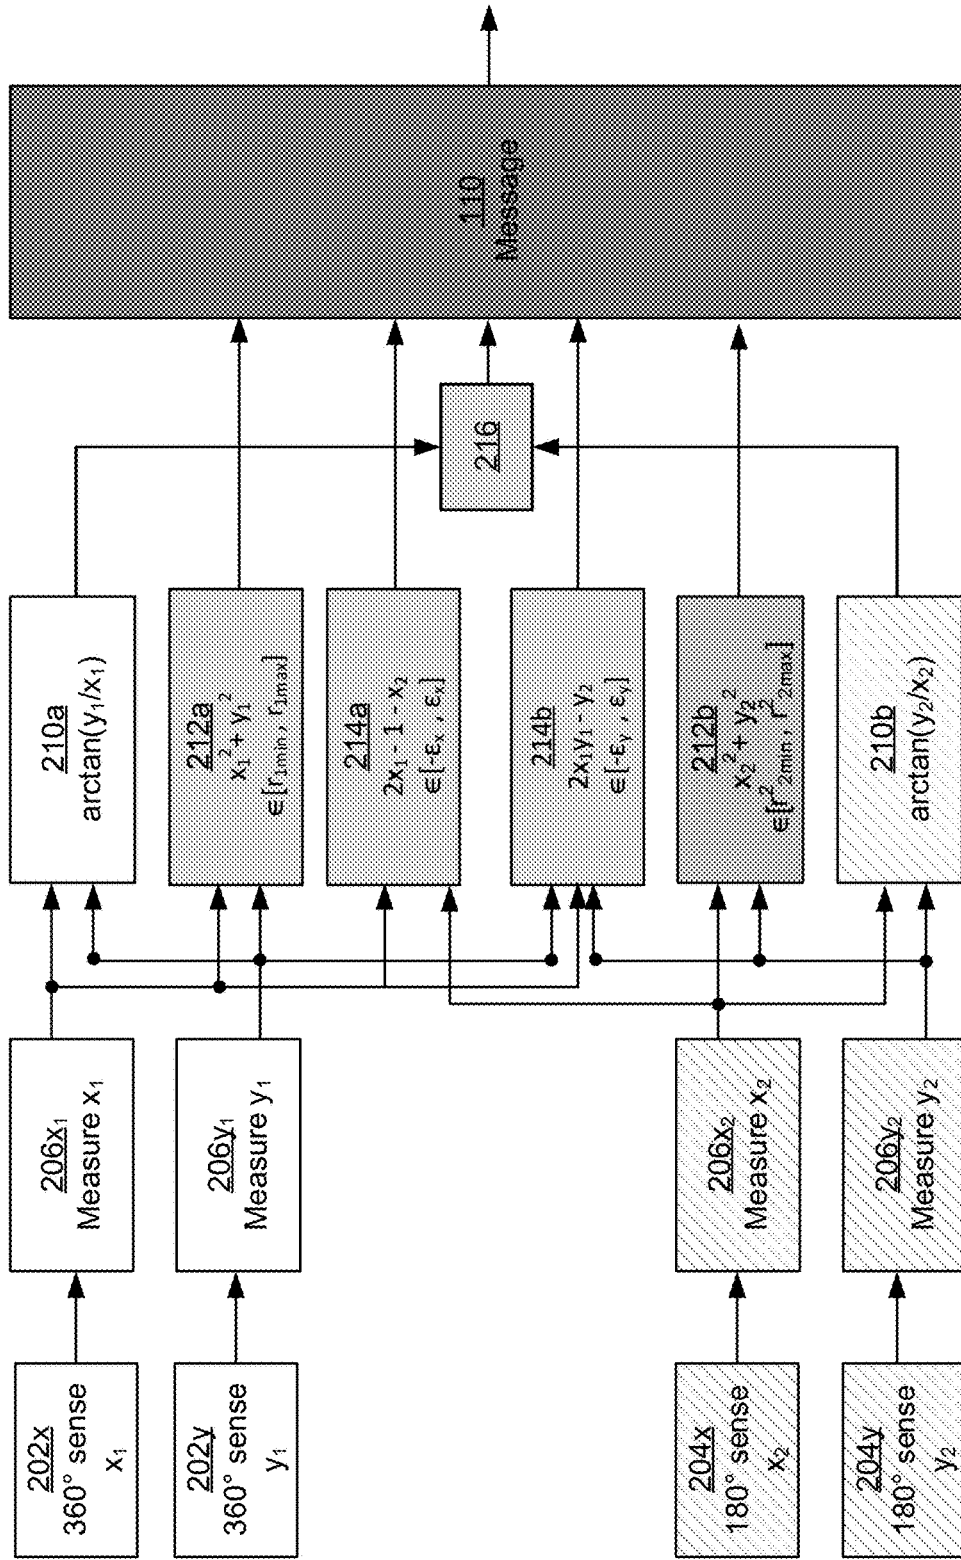 202x
360° sense
x₁
202y
360° sense
y₁
204x
180° sense
x₂
204y
180° sense
y₂
206x₁
Measure x₁
206y₁
Measure y₁
206x₂
Measure x₂
206y₂
Measure y₂
210a
arctan(y₁/x₁)
212a
x₁² + y₁²
∈[r₁min , r₁max]
214a
2x₁ - 1 - x₂
∈[-εₓ , εₓ]
214b
2x₁y₁ - y₂
∈[-εy , εy]
212b
x₂² + y₂²
∈[r²₂min , r²₂max]
210b
arctan(y₂/x₂)
216
110
Message